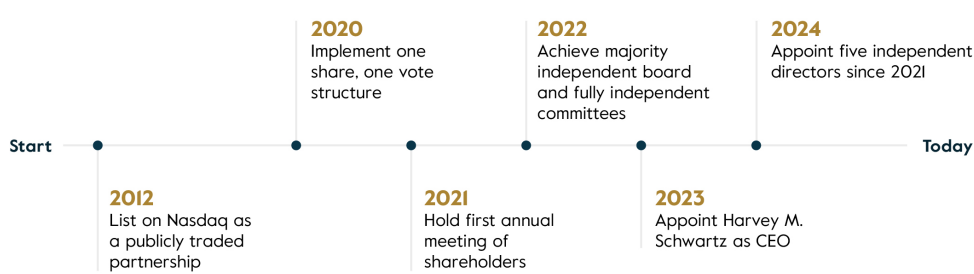 2020
Implement one
share, one vote
structure
2022
Achieve majority
independent board
and fully independent
committees
2024
Appoint five independent
directors since 2021
Start
Today
2012
List on Nasdaq as
a publicly traded
partnership
2021
Hold first annual
meeting of
shareholders
2023
Appoint Harvey M.
Schwartz as CEO